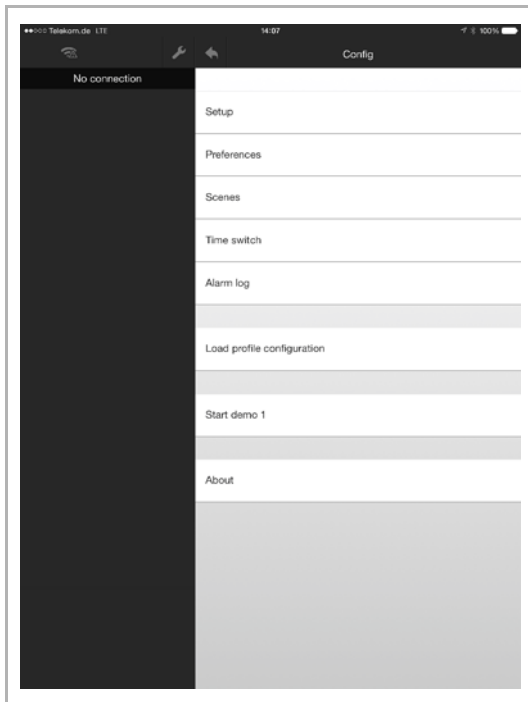 Telekom.de LTE 14:07 100%
Config
No connection
Setup
Preferences
Scenes
Time switch
Alarm log
Load profile configuration
Start demo 1
About